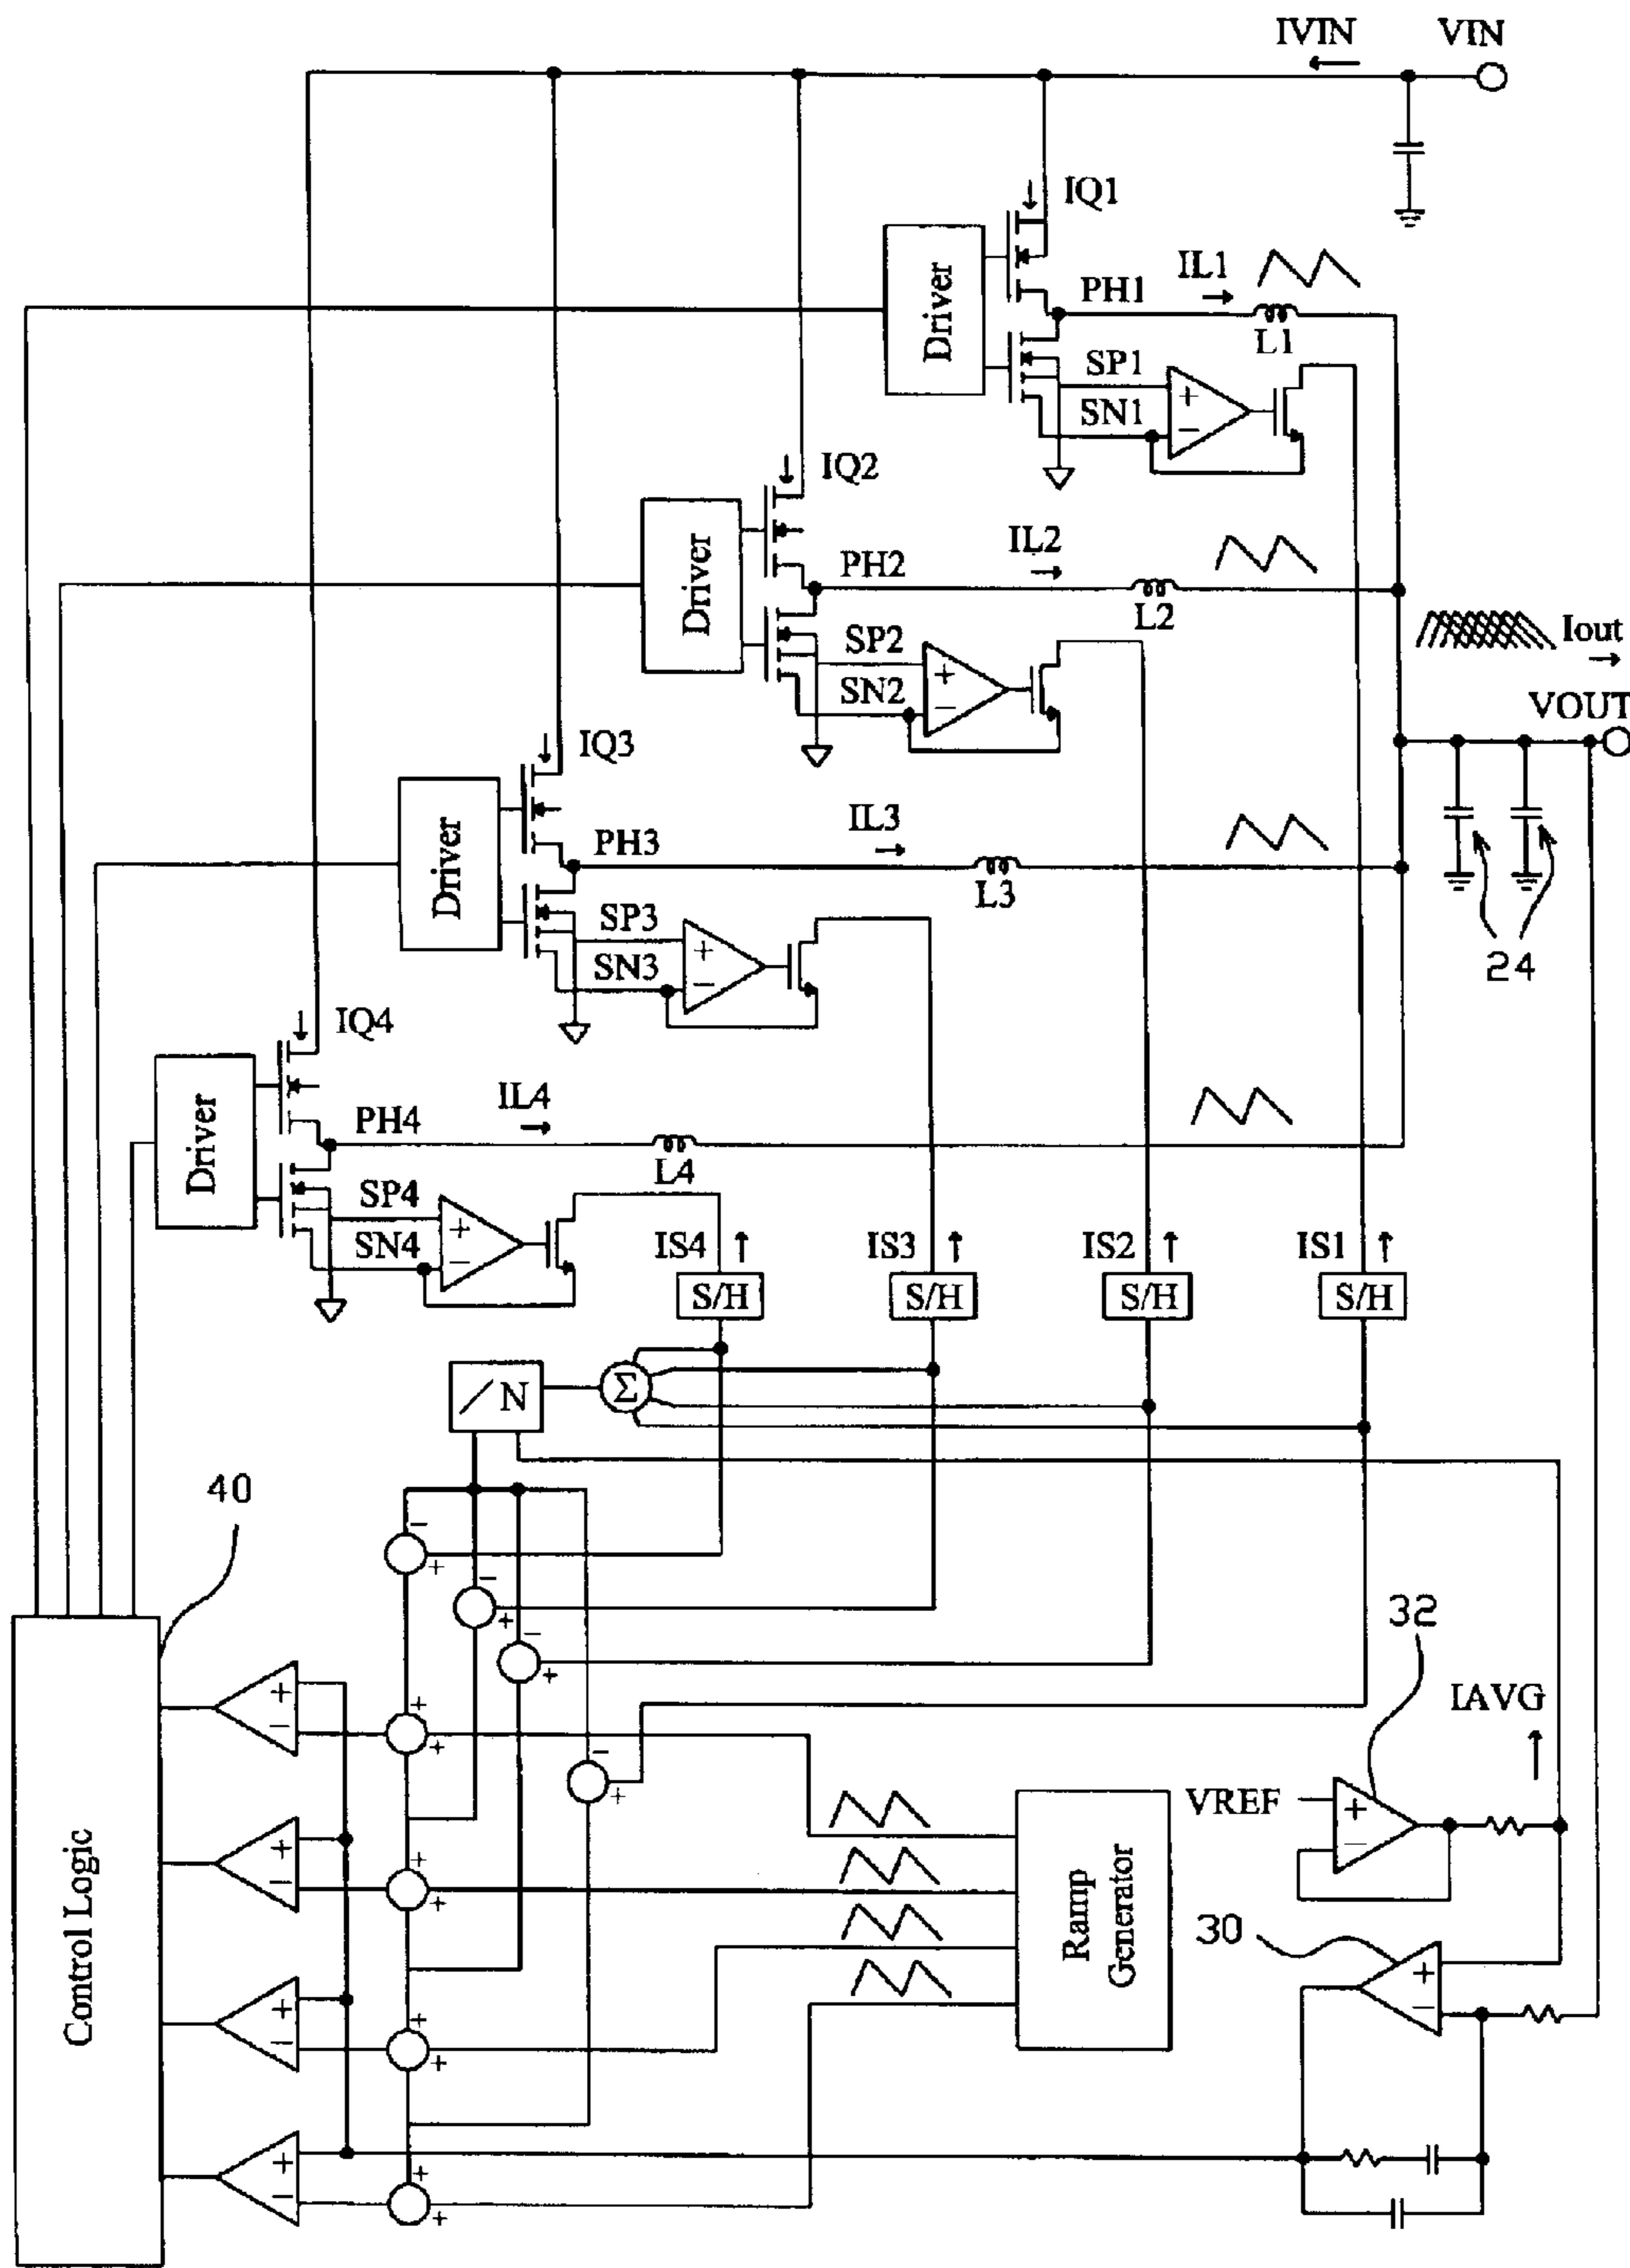 IVIN VIN
IQ1
Driver
PH1
IL1
L1
SP1
SN1
+
−
IQ2
Driver
PH2
IL2
L2
SP2
SN2
+
−
Iout
VOUT
IQ3
Driver
PH3
IL3
L3
SP3
SN3
+
−
24
IQ4
Driver
PH4
IL4
L4
SP4
SN4
+
−
IS4 IS3 IS2 IS1
S/H S/H S/H S/H
/N Σ
40
− +
− +
− +
− +
32
IAVG
VREF
+
−
30
+
−
Control Logic
+ −
+ −
+ −
+ −
+ +
+ +
+ +
+ +
Ramp
Generator